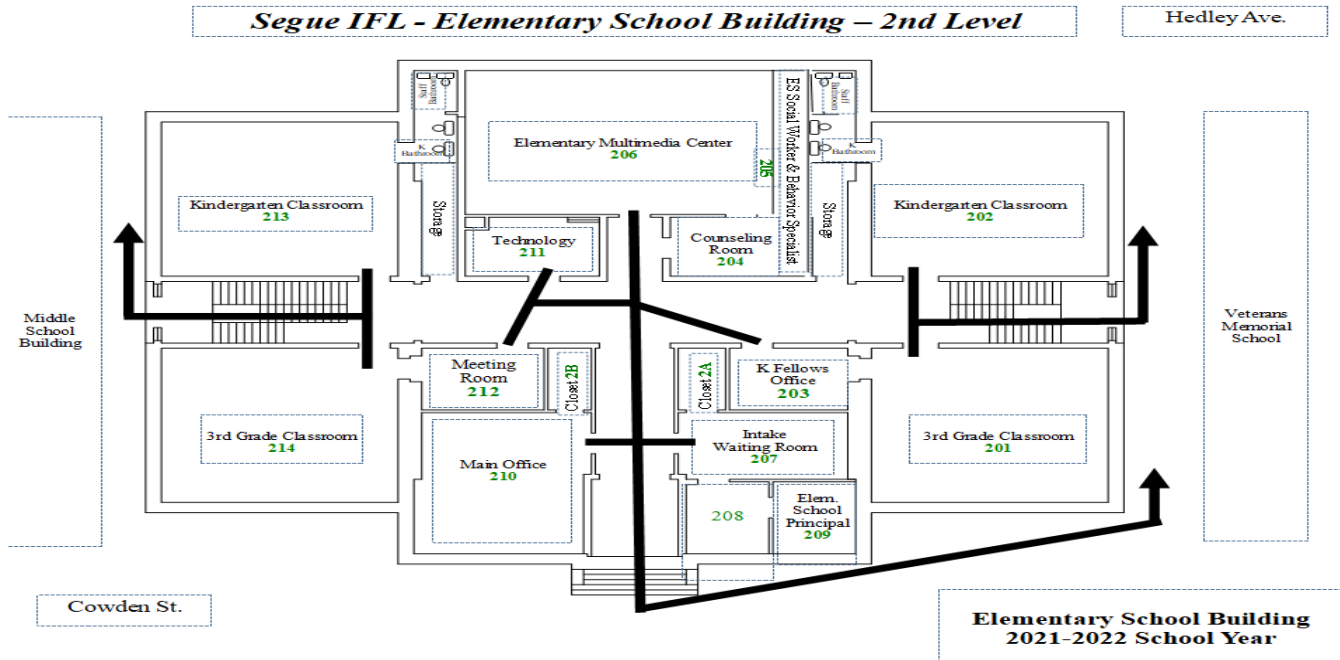 Segue IFL - Elementary School Building – 2nd Level
Hedley Ave.
Staff
Bathroom
K
Bathroom
Elementary Multimedia Center
206
205
ES Social Worker & Behavior Specialist
Staff
Bathroom
K
Bathroom
Kindergarten Classroom
213
Storage
Technology
211
Counseling
Room
204
Storage
Kindergarten Classroom
202
Middle
School
Building
Veterans
Memorial
School
Meeting
Room
212
Closet 2B
Closet 2A
K Fellows
Office
203
3rd Grade Classroom
214
Main Office
210
Intake
Waiting Room
207
3rd Grade Classroom
201
208
Elem.
School
Principal
209
Cowden St.
Elementary School Building
2021-2022 School Year